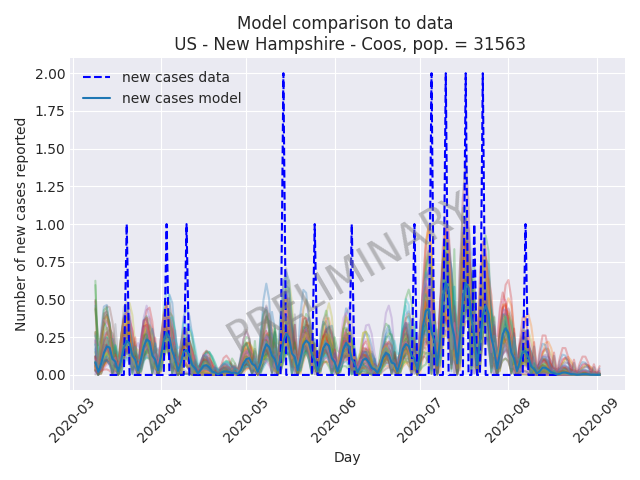 Model comparison to data
US - New Hampshire - Coos, pop. = 31563
new cases data
new cases model
2.00
1.75
1.50
1.25
1.00
0.75
0.50
0.25
0.00
Number of new cases reported
PRELIMINARY
2020-03
2020-04
2020-05
2020-06
2020-07
2020-08
2020-09
Day